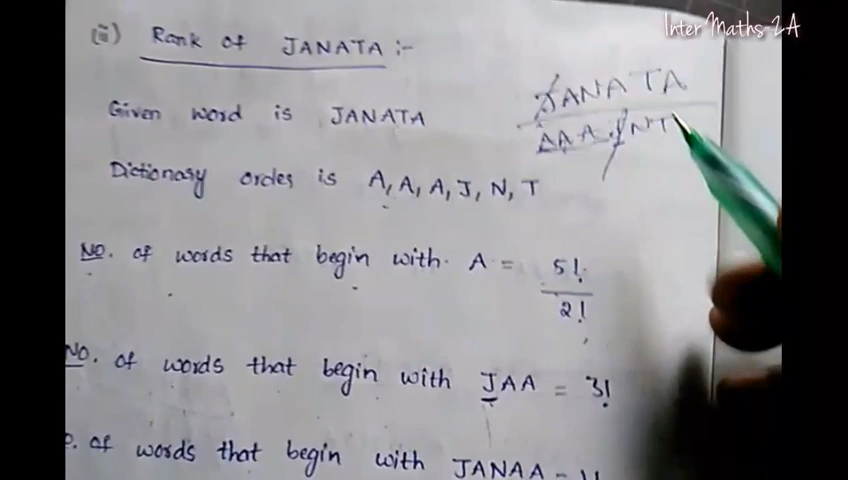 Inter Maths-2A
(ii) Rank of JANATA :-
JANATA
Given word is JANATA
AAA J N T
Dictionary order is A, A, A, J, N, T
NO. of words that begin with A = 5! / 2!
NO. of words that begin with JAA = 3!
of words that begin with JANAA =